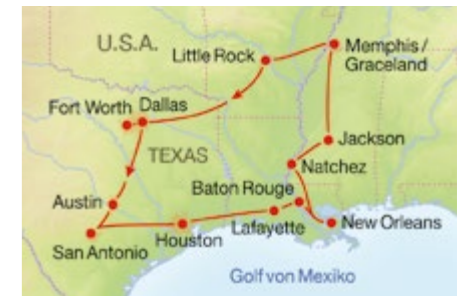 U.S.A.
Little Rock
Memphis/
Graceland
Fort Worth
Dallas
TEXAS
Jackson
Natchez
Baton Rouge
Austin
San Antonio
Houston
Lafayette
New Orleans
Golf von Mexiko